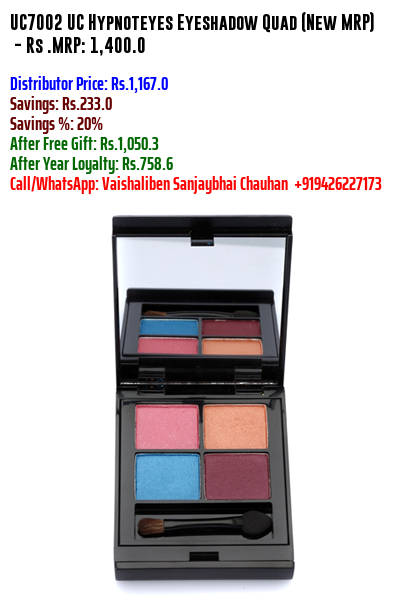 UC7002 UC Hypnoteyes Eyeshadow Quad (New MRP)
- Rs .MRP: 1,400.0
Distributor Price: Rs.1,167.0
Savings: Rs.233.0
Savings %: 20%
After Free Gift: Rs.1,050.3
After Year Loyalty: Rs.758.6
Call/WhatsApp: Vaishaliben Sanjaybhai Chauhan +919426227173